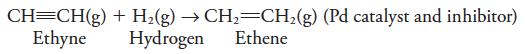 CH≡CH(g) + H₂(g) → CH₂=CH₂(g) (Pd catalyst and inhibitor)
Ethyne Hydrogen Ethene